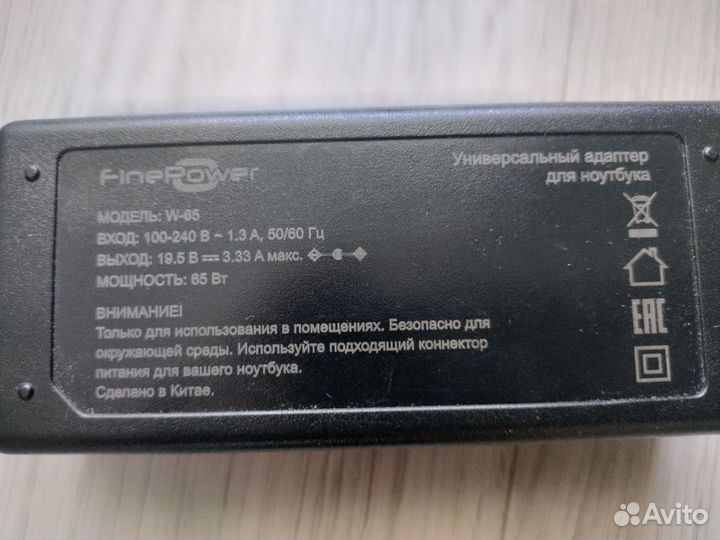 FinePower
Универсальный адаптер
для ноутбука
МОДЕЛЬ: W-65
ВХОД: 100-240 В ~ 1.3 А, 50/60 Гц
ВЫХОД: 19.5 В ⎓ 3.33 А макс.
МОЩНОСТЬ: 65 Вт
ВНИМАНИЕ!
Только для использования в помещениях. Безопасно для
окружающей среды. Используйте подходящий коннектор
питания для вашего ноутбука.
Сделано в Китае.
EAC
Avito